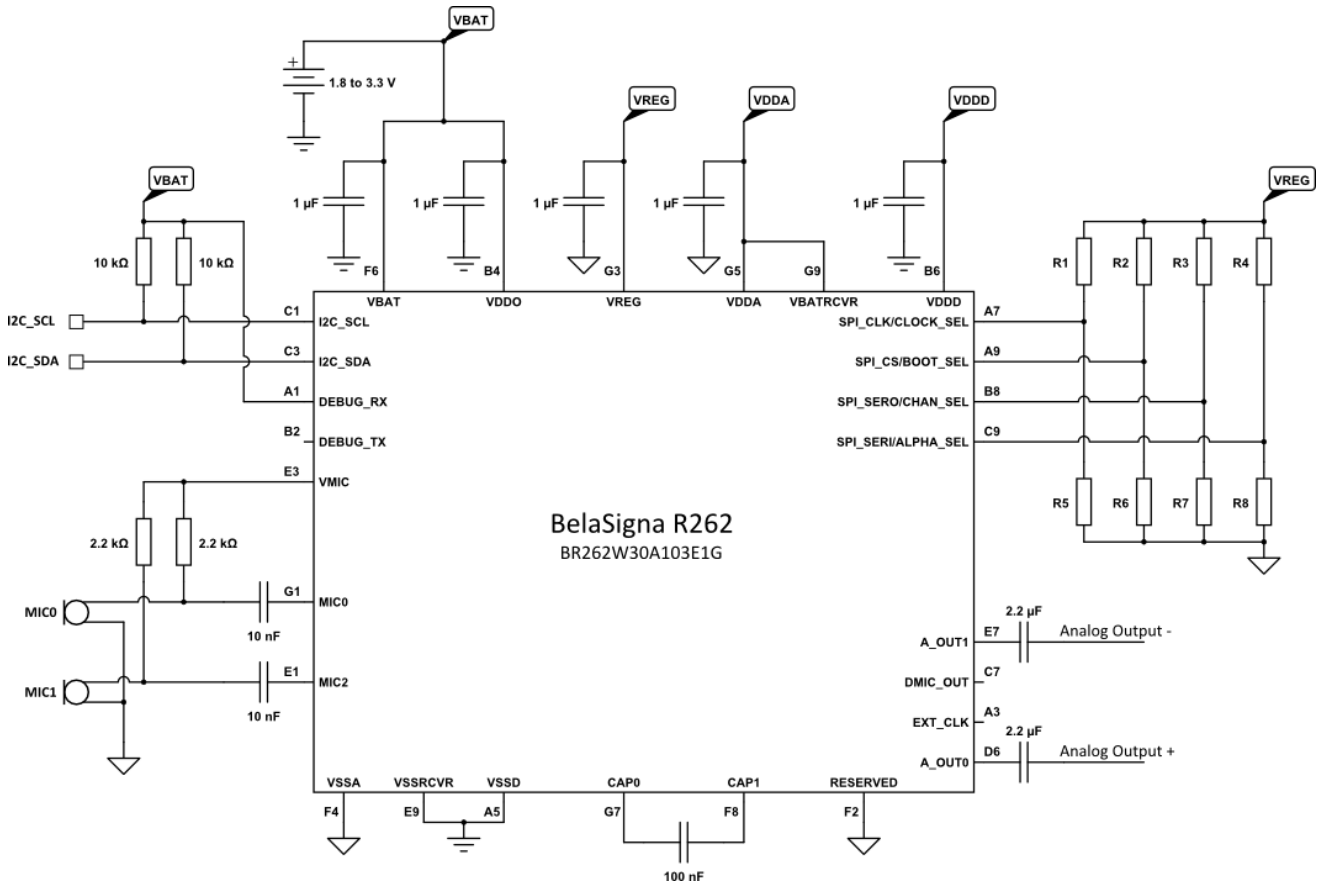 VBAT
1.8 to 3.3 V
VREG
VDDA
VDDD
VBAT
VREG
1 µF
1 µF
1 µF
1 µF
1 µF
10 kΩ
10 kΩ
R1
R2
R3
R4
F6
B4
G3
G5
G9
B6
VBAT
VDDO
VREG
VDDA
VBATRCVR
VDDD
I2C_SCL
C1
I2C_SCL
SPI_CLK/CLOCK_SEL
A7
I2C_SDA
C3
I2C_SDA
SPI_CS/BOOT_SEL
A9
A1
DEBUG_RX
SPI_SERO/CHAN_SEL
B8
B2
DEBUG_TX
SPI_SERI/ALPHA_SEL
C9
E3
VMIC
R5
R6
R7
R8
2.2 kΩ
2.2 kΩ
BelaSigna R262
BR262W30A103E1G
MIC0
G1
MIC0
10 nF
2.2 µF
A_OUT1
E7
Analog Output -
MIC1
E1
MIC2
10 nF
DMIC_OUT
C7
EXT_CLK
A3
2.2 µF
A_OUT0
D6
Analog Output +
VSSA
VSSRCVR
VSSD
CAP0
CAP1
RESERVED
F4
E9
A5
G7
F8
F2
100 nF